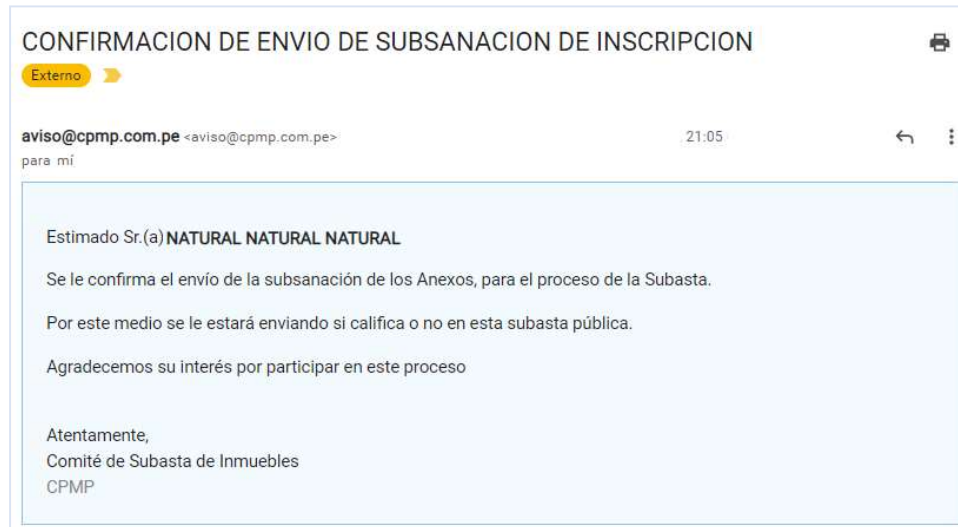 CONFIRMACION DE ENVIO DE SUBSANACION DE INSCRIPCION
Externo
aviso@cpmp.com.pe <aviso@cpmp.com.pe> 21:05
para mí
Estimado Sr.(a) NATURAL NATURAL NATURAL
Se le confirma el envío de la subsanación de los Anexos, para el proceso de la Subasta.
Por este medio se le estará enviando si califica o no en esta subasta pública.
Agradecemos su interés por participar en este proceso
Atentamente,
Comité de Subasta de Inmuebles
CPMP